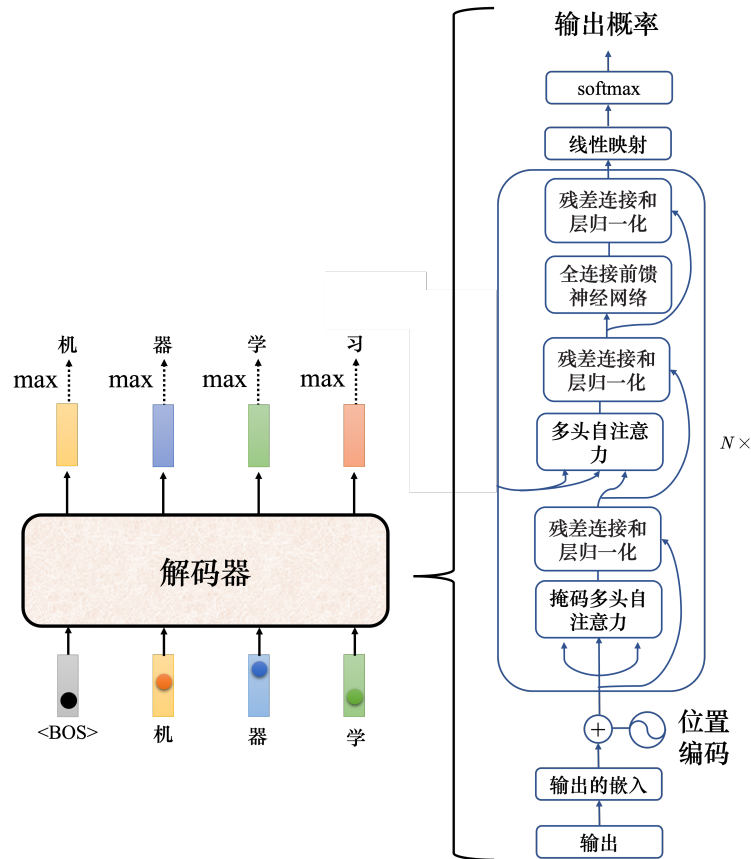 输出概率
softmax
线性映射
残差连接和
层归一化
全连接前馈
神经网络
残差连接和
层归一化
多头自注意
力
N×
残差连接和
层归一化
掩码多头自
注意力
+
位置
编码
输出的嵌入
输出
机 器 学 习
max max max max
解码器
<BOS> 机 器 学